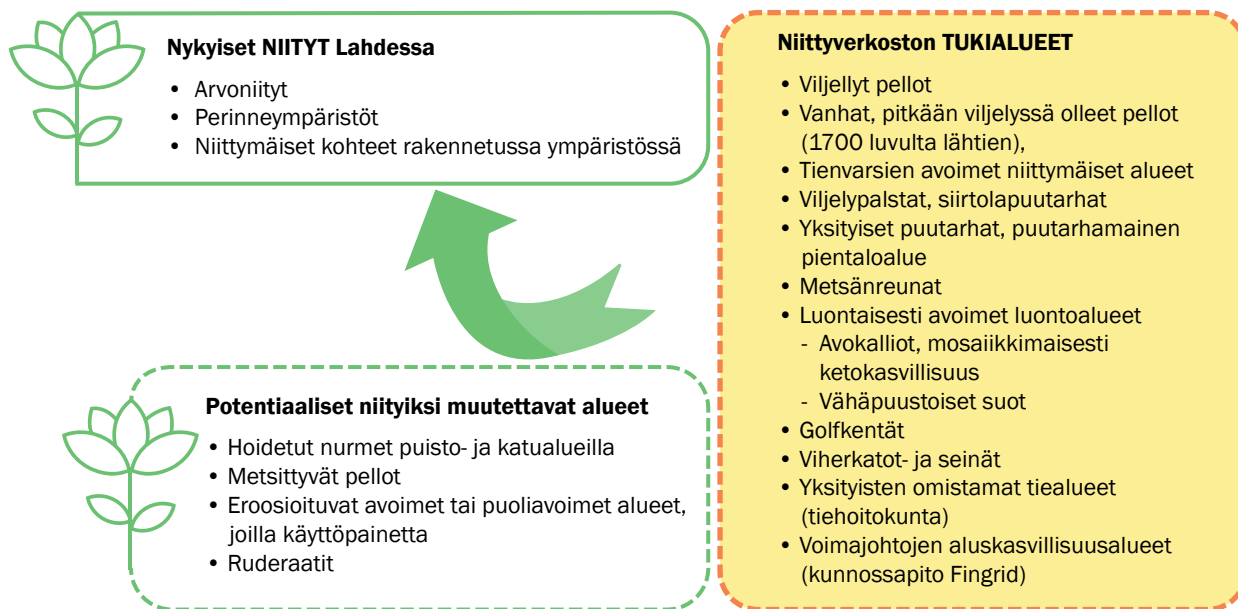 Nykyiset NIITYT Lahdessa
• Arvoniityt
• Perinneympäristöt
• Niittymäiset kohteet rakennetussa ympäristössä
Potentiaaliset niityiksi muutettavat alueet
• Hoidetut nurmet puisto- ja katualueilla
• Metsittyvät pellot
• Eroosioituvat avoimet tai puoliavoimet alueet,
joilla käyttöpainetta
• Ruderaatit
Niittyverkoston TUKIALUEET
• Viljellyt pellot
• Vanhat, pitkään viljelyssä olleet pellot
(1700 luvulta lähtien),
• Tienvarsien avoimet niittymäiset alueet
• Viljelypalstat, siirtolapuutarhat
• Yksityiset puutarhat, puutarhamainen
pientaloalue
• Metsänreunat
• Luontaisesti avoimet luontoalueet
- Avokalliot, mosaiikkimaisesti
ketokasvillisuus
- Vähäpuustoiset suot
• Golfkentät
• Viherkatot- ja seinät
• Yksityisten omistamat tiealueet
(tiehoitokunta)
• Voimajohtojen aluskasvillisuusalueet
(kunnossapito Fingrid)